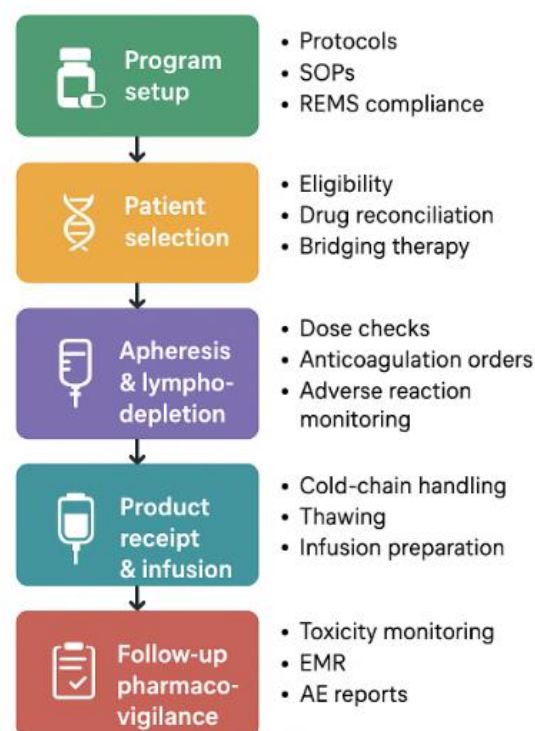 Program
setup
• Protocols
• SOPs
• REMS compliance
Patient
selection
• Eligibility
• Drug reconciliation
• Bridging therapy
Apheresis
& lympho-
depletion
• Dose checks
• Anticoagulation orders
• Adverse reaction
monitoring
Product
receipt
& infusion
• Cold-chain handling
• Thawing
• Infusion preparation
Follow-up
pharmaco-
vigilance
• Toxicity monitoring
• EMR
• AE reports